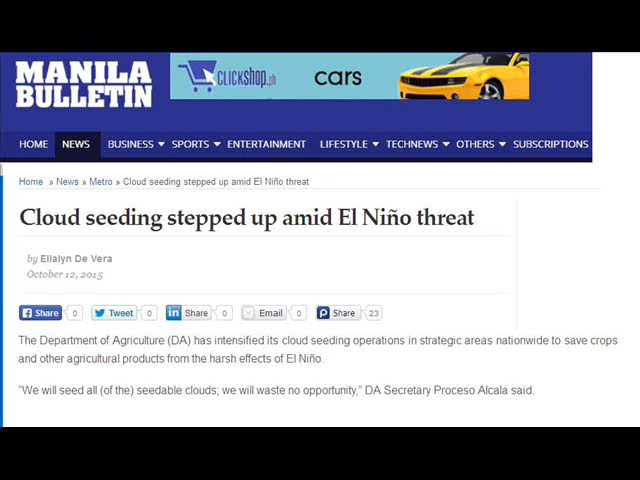 MANILA
BULLETIN
CLICKSHOP.ph
cars
HOME NEWS BUSINESS SPORTS ENTERTAINMENT LIFESTYLE TECHNEWS OTHERS SUBSCRIPTIONS
Home » News » Metro » Cloud seeding stepped up amid El Niño threat
Cloud seeding stepped up amid El Niño threat
by Ellalyn De Vera
October 12, 2015
Share 0 Tweet 0 Share 0 Email 0 Share 23
The Department of Agriculture (DA) has intensified its cloud seeding operations in strategic areas nationwide to save crops
and other agricultural products from the harsh effects of El Niño.
“We will seed all (of the) seedable clouds; we will waste no opportunity,” DA Secretary Proceso Alcala said.